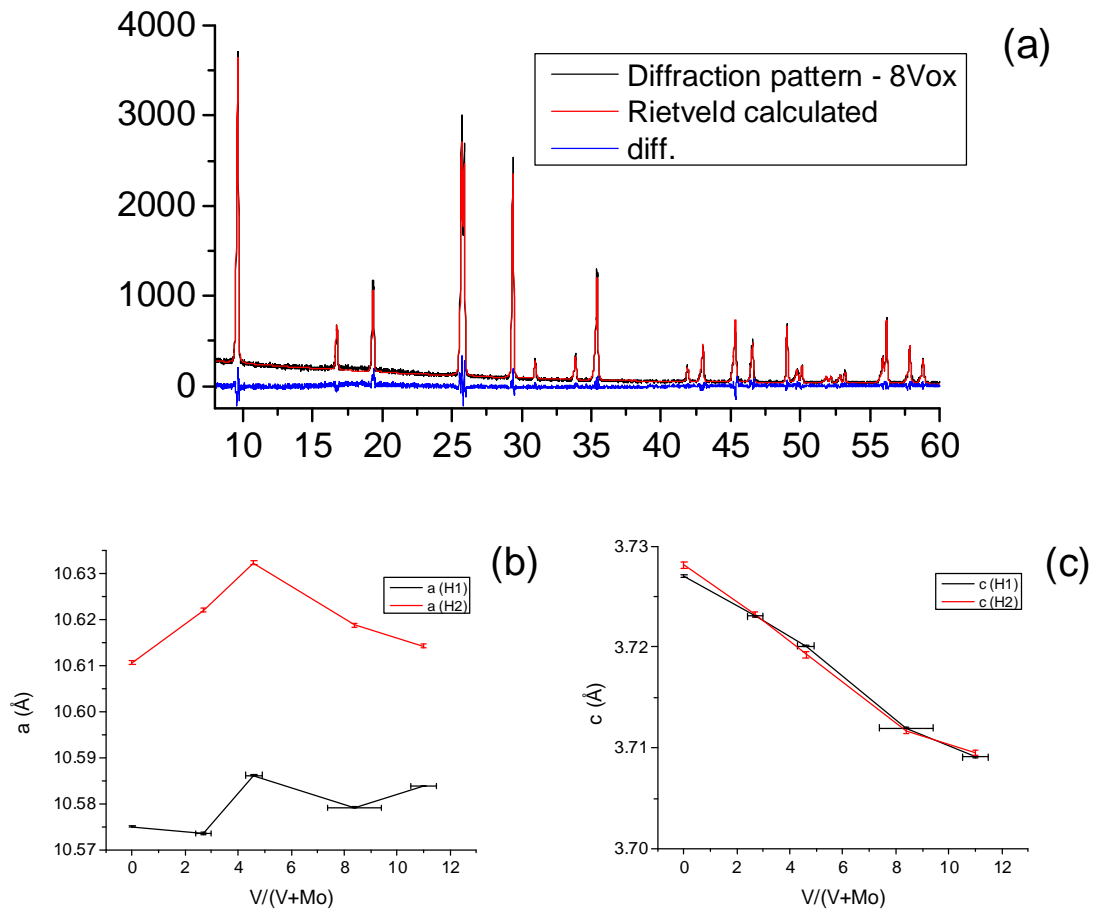 (a)
4000
3000
2000
1000
0
Diffraction pattern - 8Vox
Rietveld calculated
diff.
10 15 20 25 30 35 40 45 50 55 60
(b)
10.63
10.62
10.61
10.60
10.59
10.58
10.57
a (Å)
a (H1)
a (H2)
0 2 4 6 8 10 12
V/(V+Mo)
(c)
3.73
3.72
3.71
3.70
c (Å)
c (H1)
c (H2)
0 2 4 6 8 10 12
V/(V+Mo)